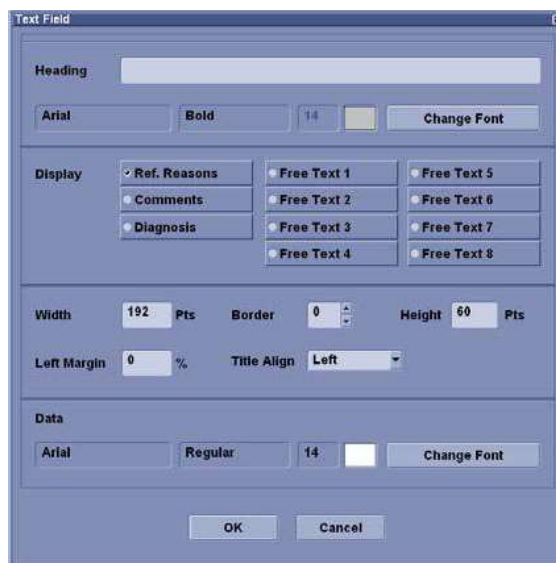 Text Field
Heading
Arial Bold 14 Change Font
Display Ref. Reasons Free Text 1 Free Text 5
Comments Free Text 2 Free Text 6
Diagnosis Free Text 3 Free Text 7
Free Text 4 Free Text 8
Width 192 Pts Border 0 Height 60 Pts
Left Margin 0 % Title Align Left
Data
Arial Regular 14 Change Font
OK Cancel